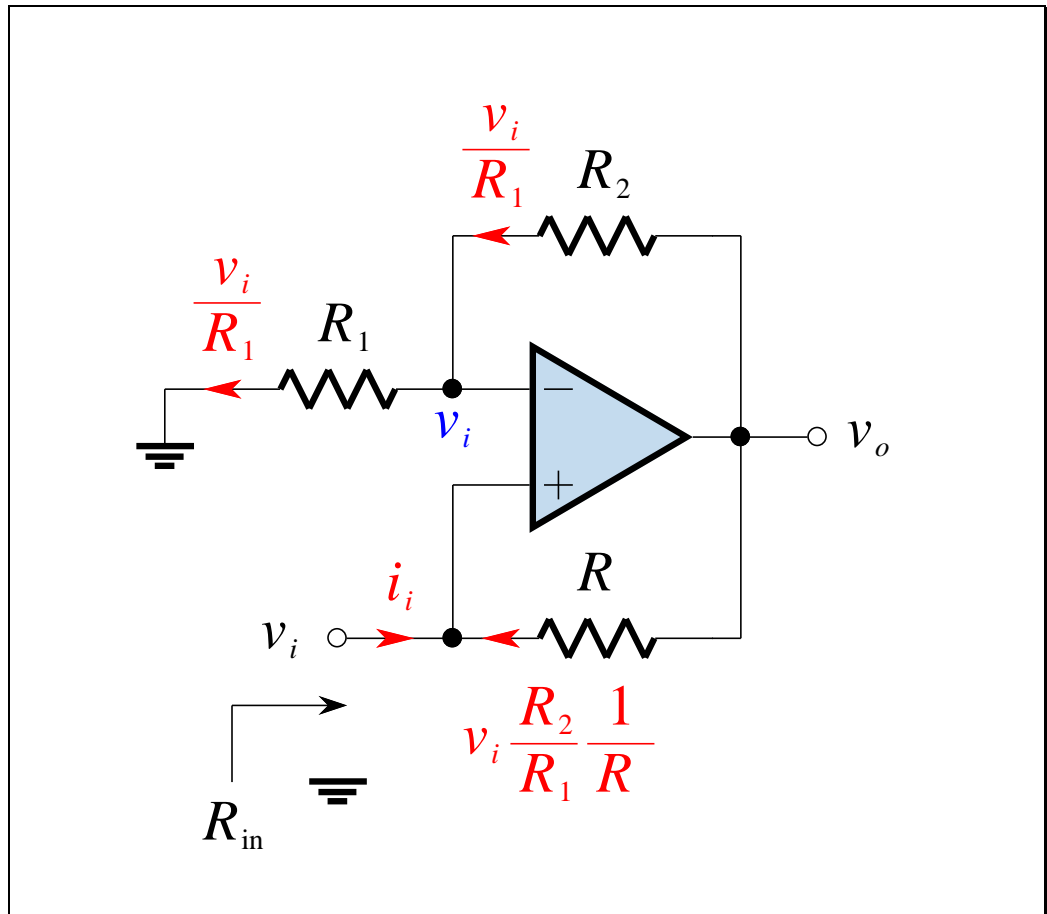 v_i/R_1
R_2
v_i/R_1
R_1
−
v_i
v_o
+
R
i_i
v_i
v_i R_2/R_1 1/R
R_in